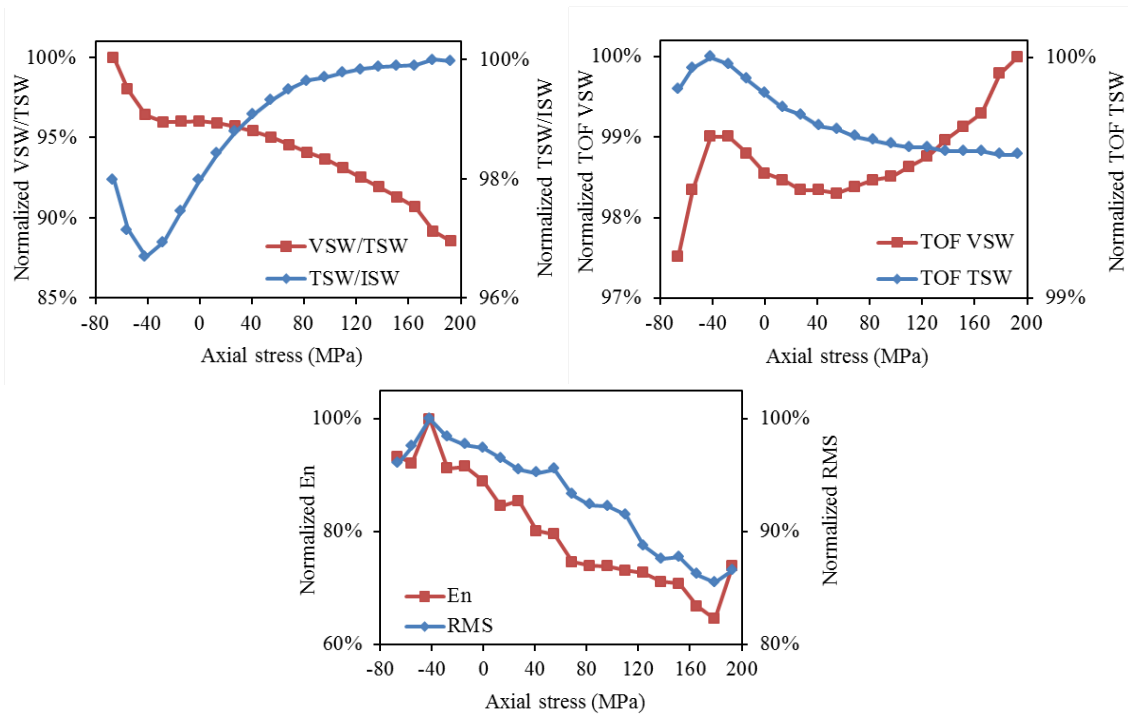 Normalized VSW/TSW
100%
95%
90%
85%
100%
98%
96%
Normalized TSW/ISW
VSW/TSW
TSW/ISW
-80 -40 0 40 80 120 160 200
Axial stress (MPa)
Normalized TOF VSW
100%
99%
98%
97%
100%
99%
Normalized TOF TSW
TOF VSW
TOF TSW
-80 -40 0 40 80 120 160 200
Axial stress (MPa)
Normalized En
100%
80%
60%
100%
90%
80%
Normalized RMS
En
RMS
-80 -40 0 40 80 120 160 200
Axial stress (MPa)